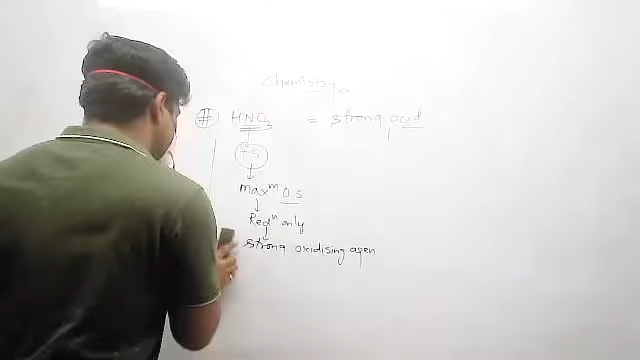 Chemistry
# HNO3 = strong acid
+5
maxᵐ O.S
Redⁿ only
strong oxidising agen